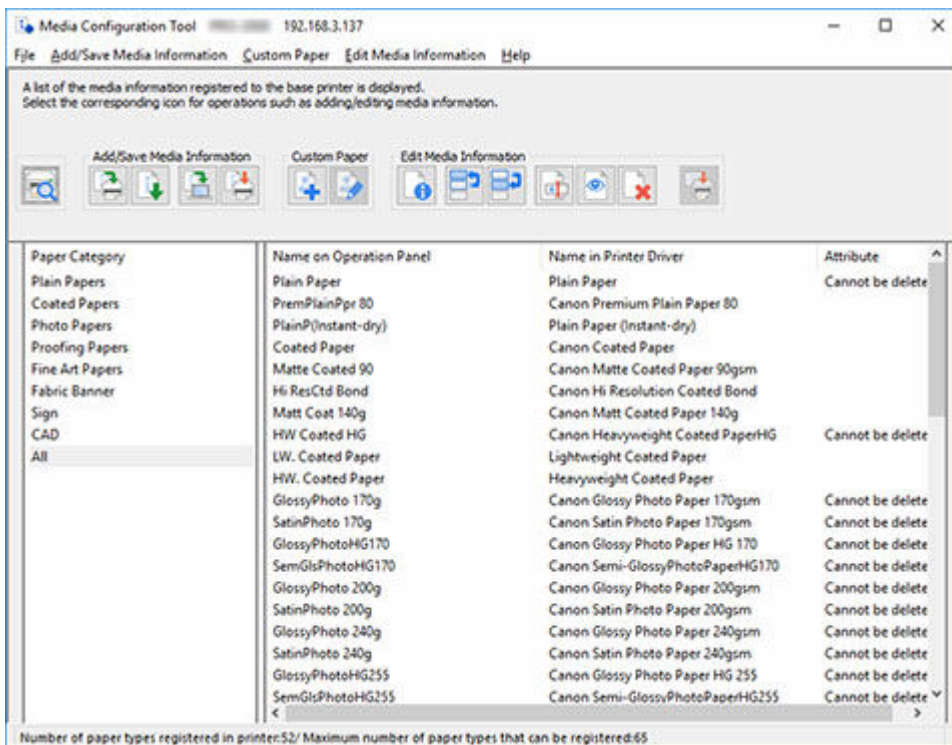 Media Configuration Tool 192.168.3.137
File Add/Save Media Information Custom Paper Edit Media Information Help
A list of the media information registered to the base printer is displayed.
Select the corresponding icon for operations such as adding/editing media information.
Add/Save Media Information Custom Paper Edit Media Information
Paper Category Name on Operation Panel Name in Printer Driver Attribute
Plain Papers Plain Paper Plain Paper Cannot be delete
Coated Papers PremPlainPpr 80 Canon Premium Plain Paper 80
Photo Papers PlainP(Instant-dry) Plain Paper (Instant-dry)
Proofing Papers Coated Paper Canon Coated Paper
Fine Art Papers Matte Coated 90 Canon Matte Coated Paper 90gsm
Fabric Banner Hi ResCtd Bond Canon Hi Resolution Coated Bond
Sign Matt Coat 140g Canon Matt Coated Paper 140g
CAD HW Coated HG Canon Heavyweight Coated PaperHG Cannot be delete
All LW. Coated Paper Lightweight Coated Paper
HW. Coated Paper Heavyweight Coated Paper
GlossyPhoto 170g Canon Glossy Photo Paper 170gsm Cannot be delete
SatinPhoto 170g Canon Satin Photo Paper 170gsm Cannot be delete
GlossyPhotoHG170 Canon Glossy Photo Paper HG 170 Cannot be delete
SemGlsPhotoHG170 Canon Semi-GlossyPhotoPaperHG170 Cannot be delete
GlossyPhoto 200g Canon Glossy Photo Paper 200gsm Cannot be delete
SatinPhoto 200g Canon Satin Photo Paper 200gsm Cannot be delete
GlossyPhoto 240g Canon Glossy Photo Paper 240gsm Cannot be delete
SatinPhoto 240g Canon Satin Photo Paper 240gsm Cannot be delete
GlossyPhotoHG255 Canon Glossy Photo Paper HG 255 Cannot be delete
SemGlsPhotoHG255 Canon Semi-GlossyPhotoPaperHG255 Cannot be delete
Number of paper types registered in printer:52/ Maximum number of paper types that can be registered:65